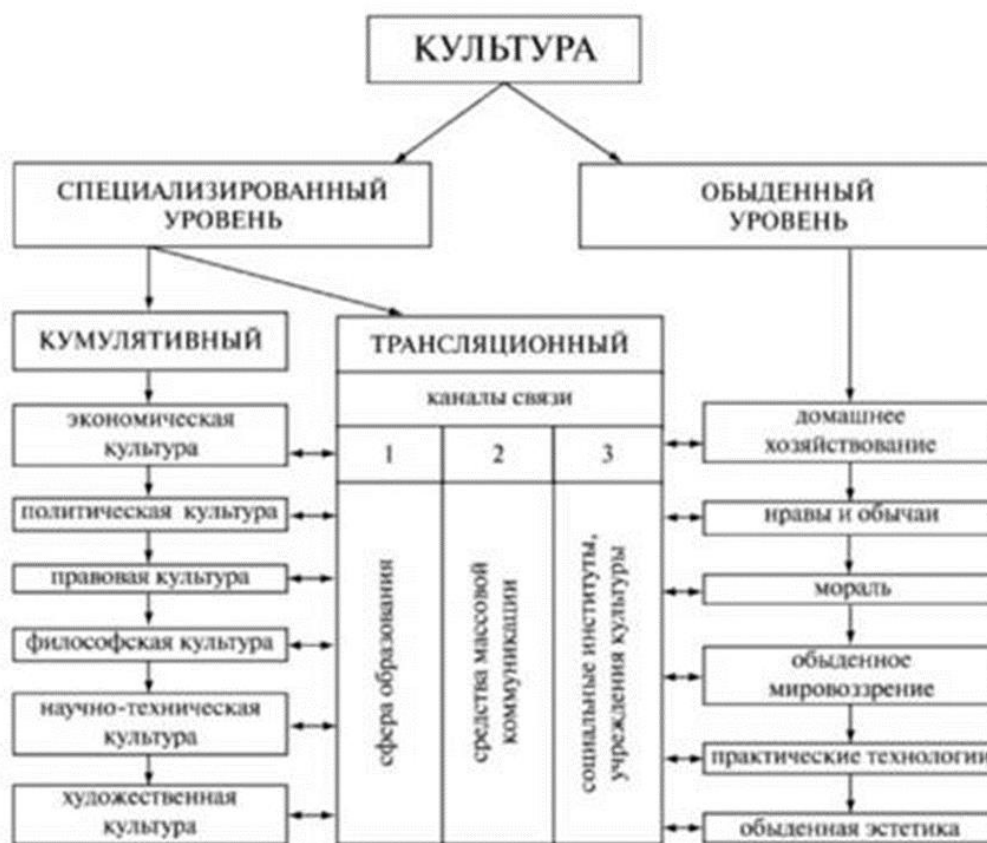 КУЛЬТУРА
СПЕЦИАЛИЗИРОВАННЫЙ
УРОВЕНЬ
ОБЫДЕННЫЙ
УРОВЕНЬ
КУМУЛЯТИВНЫЙ
экономическая
культура
политическая культура
правовая культура
философская культура
научно-техническая
культура
художественная
культура
ТРАНСЛЯЦИОННЫЙ
каналы связи
1
2
3
сфера образования
средства массовой
коммуникации
социальные институты,
учреждения культуры
домашнее
хозяйствование
нравы и обычаи
мораль
обыденное
мировоззрение
практические технологии
обыденная эстетика